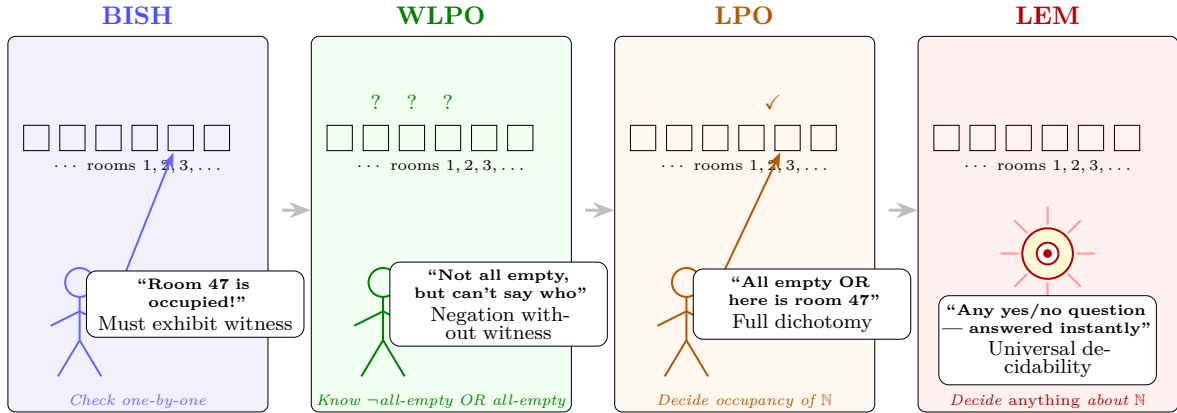 BISH
WLPO
LPO
LEM
? ? ?
✓
··· rooms 1, 2, 3, ...
··· rooms 1, 2, 3, ...
··· rooms 1, 2, 3, ...
··· rooms 1, 2, 3, ...
“Room 47 is
occupied!”
Must exhibit witness
“Not all empty,
but can’t say who”
Negation with-
out witness
“All empty OR
here is room 47”
Full dichotomy
“Any yes/no question
— answered instantly”
Universal de-
cidability
Check one-by-one
Know ¬all-empty OR all-empty
Decide occupancy of ℕ
Decide anything about ℕ